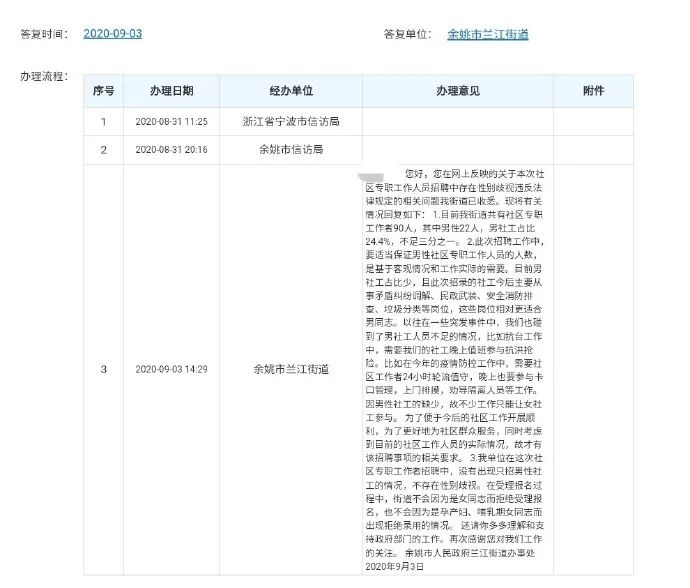 答复时间： 2020-09-03 答复单位： 余姚市兰江街道
办理流程：
序号 办理日期 经办单位 办理意见 附件
1 2020-08-31 11:25 浙江省宁波市信访局
2 2020-08-31 20:16 余姚市信访局
3 2020-09-03 14:29 余姚市兰江街道
您好，您在网上反映的关于本次社
区专职工作人员招聘中存在性别歧视违反法
律规定的相关问题我街道已收悉。现将有关
情况回复如下： 1.目前我街道共有社区专职
工作者90人，其中男性22人，男社工占比
24.4%，不足三分之一。 2.此次招聘工作中，
要适当保证男性社区专职工作人员的人数，
是基于客观情况和工作实际的需要。目前男
社工占比少，且此次招录的社工今后主要从
事矛盾纠纷调解、民政武装、安全消防排
查、垃圾分类等岗位，这些岗位相对更适合
男同志。以往在一些突发事件中，我们也碰
到了男社工人员不足的情况，比如抗台工作
中，需要我们的社工晚上值班参与抗洪抢
险。比如在今年的疫情防控工作中，需要社
区工作者24小时轮流值守，晚上也要参与卡
口管理，上门排摸，劝导隔离人员等工作。
因男性社工的缺少，故不少工作只能让女社
工参与。 为了便于今后的社区工作开展顺
利，为了更好地为社区群众服务，同时考虑
到目前的社区工作人员的实际情况，故才有
该招聘事项的相关要求。 3.我单位在这次社
区专职工作者招聘中，没有出现只招男性社
工的情况，不存在性别歧视。在受理报名过
程中，街道不会因为是女同志而拒绝受理报
名，也不会因为是孕产妇、哺乳期女同志而
出现拒绝录用的情况。 还请你多多理解和支
持政府部门的工作。再次感谢您对我们工作
的关注。 余姚市人民政府兰江街道办事处
2020年9月3日